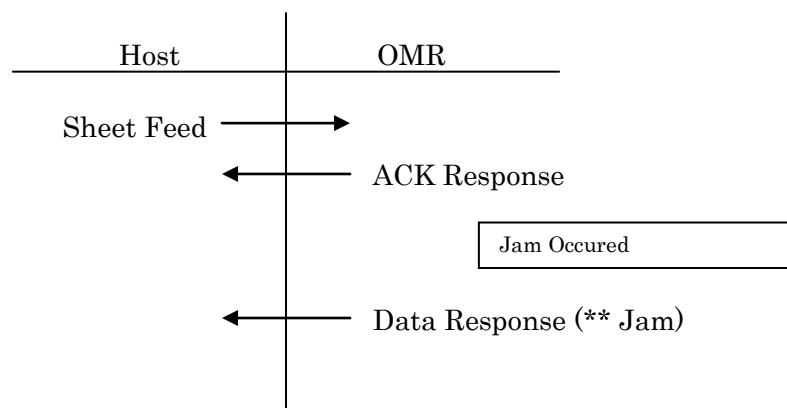 Host OMR
Sheet Feed
ACK Response
Jam Occured
Data Response (** Jam)